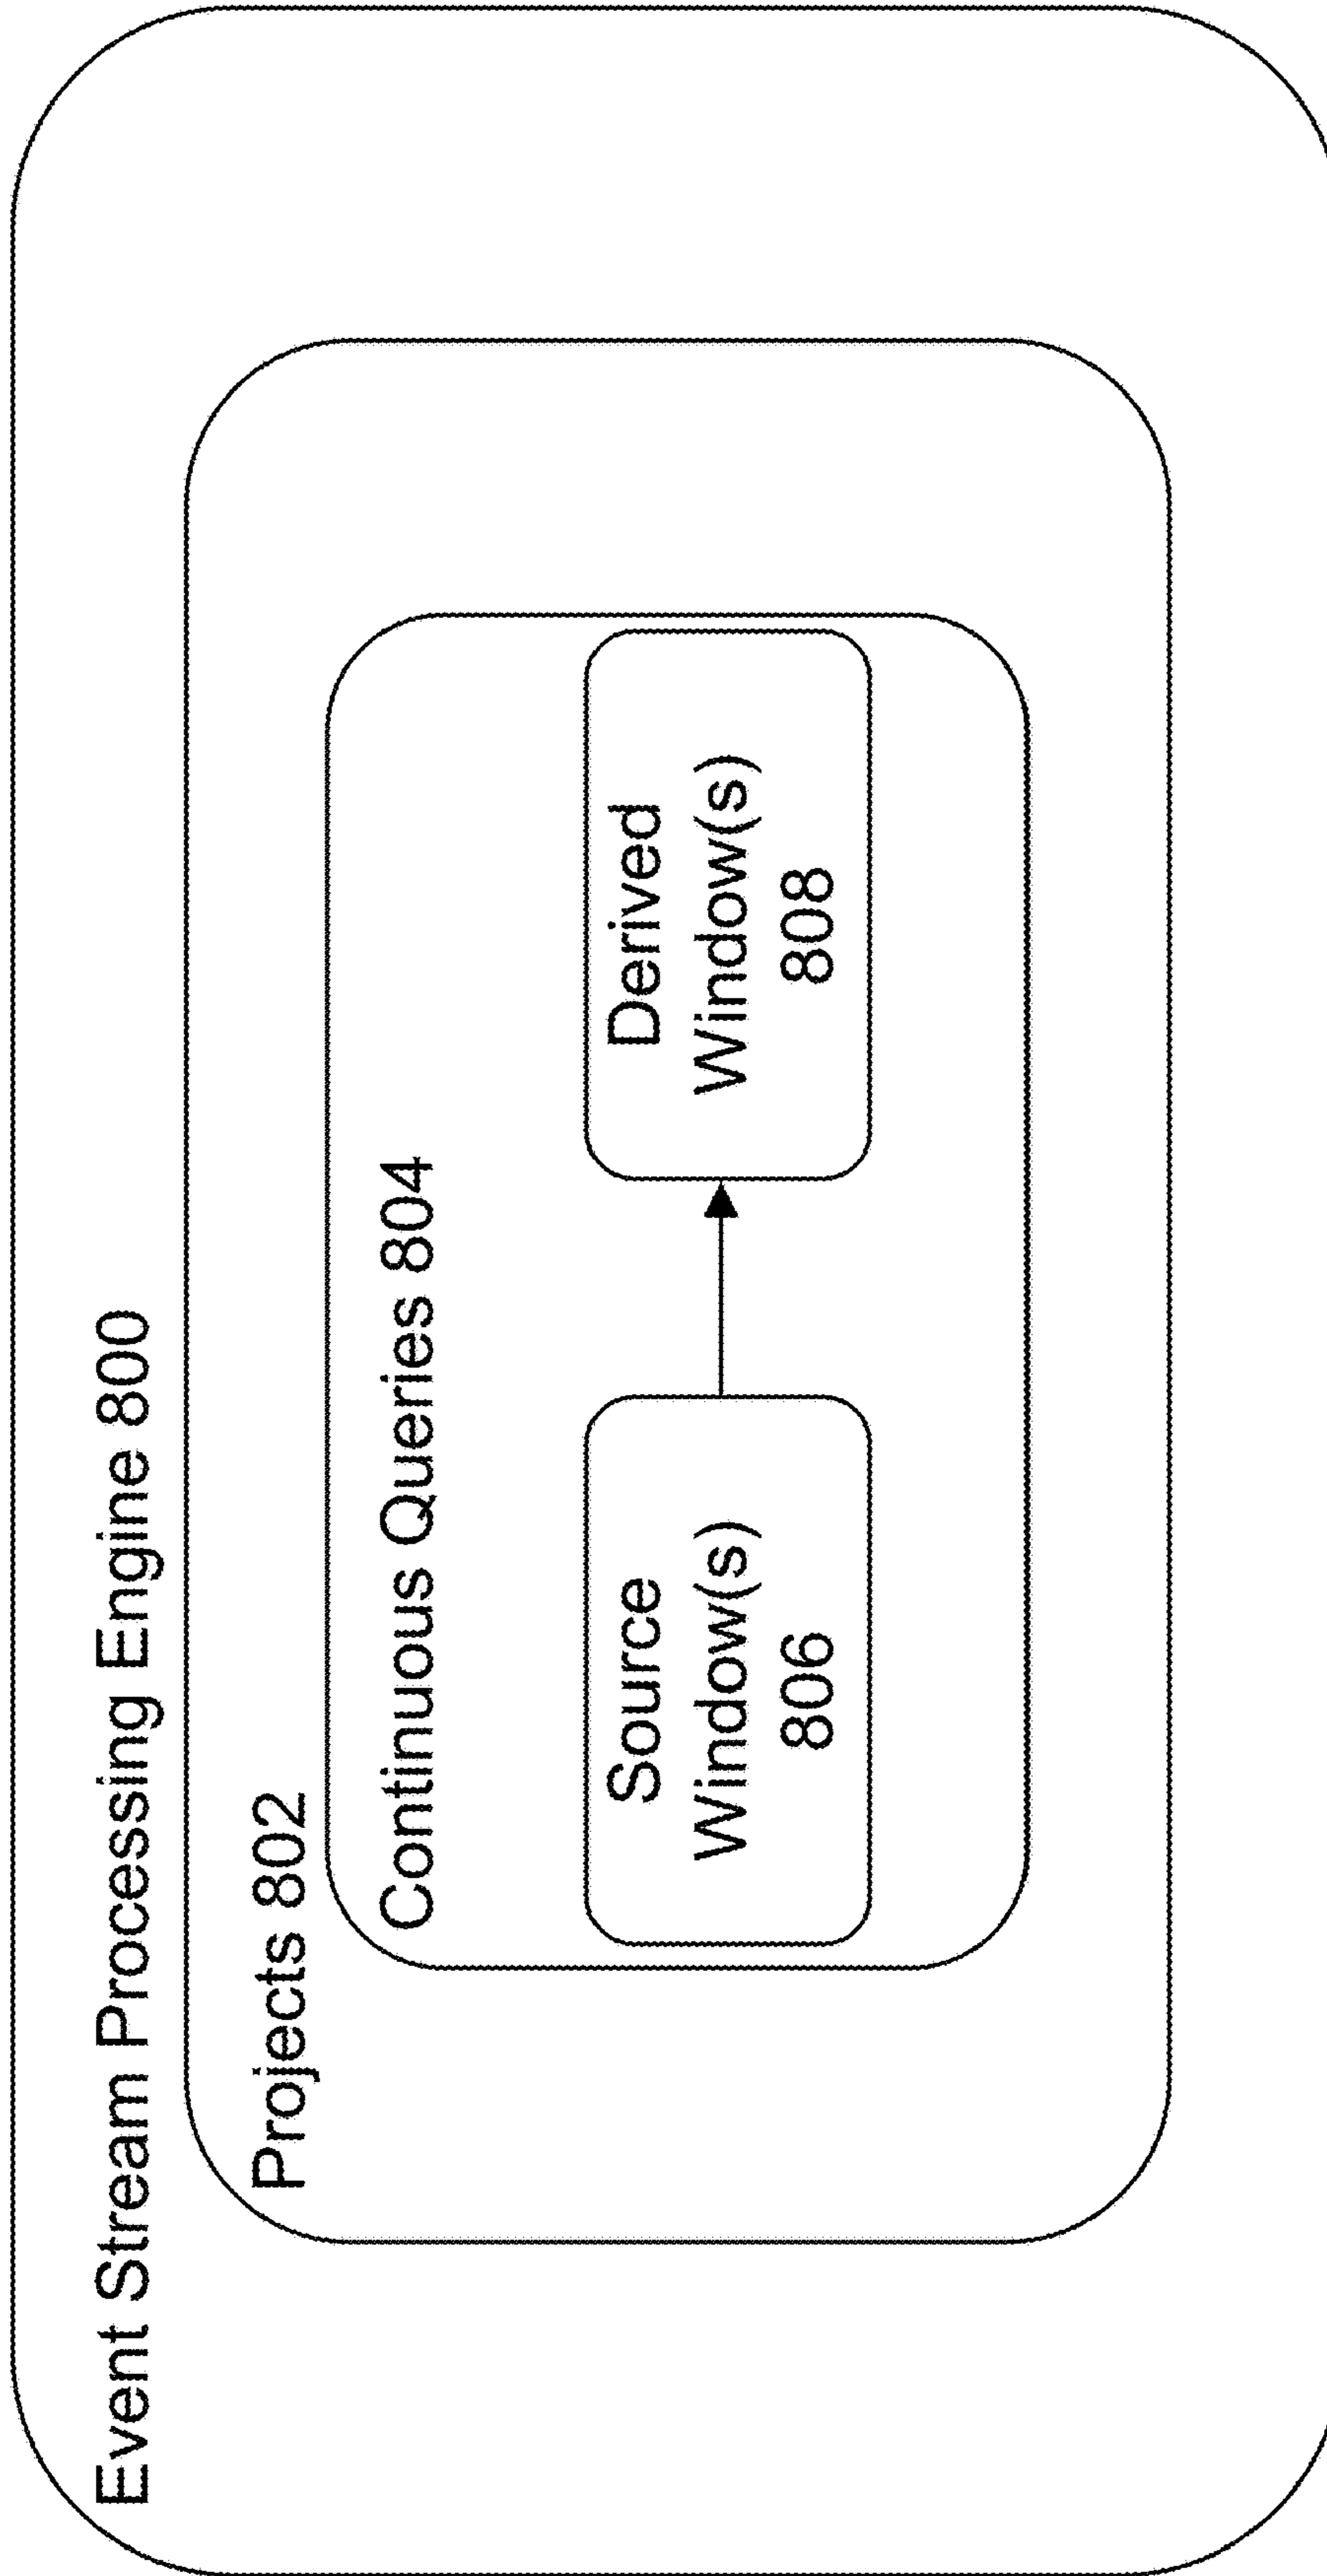 Event Stream Processing Engine 800
Projects 802
Continuous Queries 804
Source
Window(s)
806
Derived
Window(s)
808